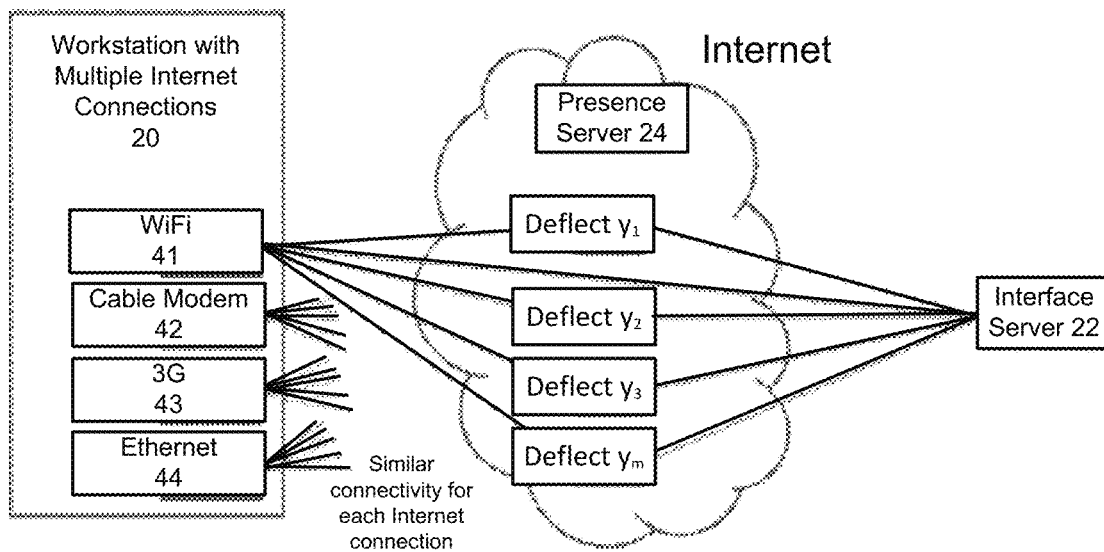 Workstation with
Multiple Internet
Connections
20
WiFi
41
Cable Modem
42
3G
43
Ethernet
44
Similar
connectivity for
each Internet
connection
Internet
Presence
Server 24
Deflect y₁
Deflect y₂
Deflect y₃
Deflect yₘ
Interface
Server 22